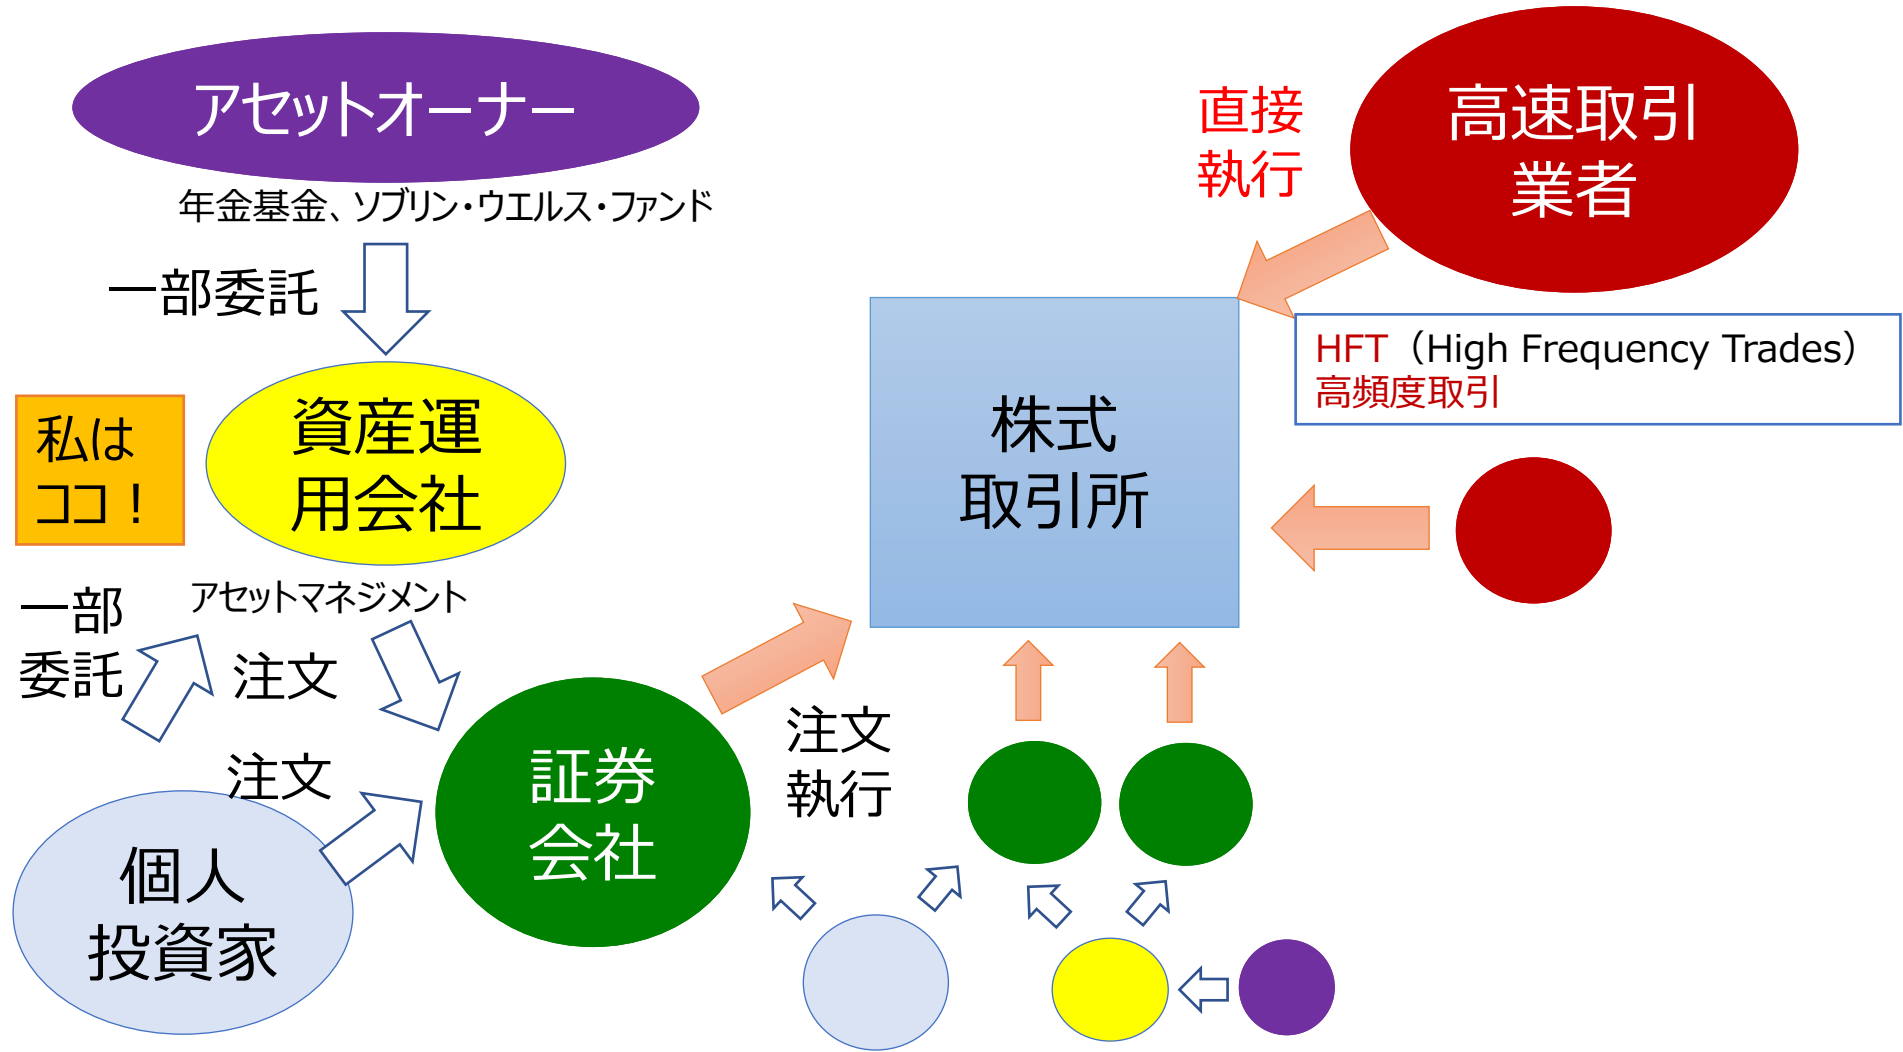 アセットオーナー
年金基金、ソブリン・ウエルス・ファンド
一部委託
資産運
用会社
私は
ココ！
アセットマネジメント
一部
委託
注文
注文
個人
投資家
証券
会社
注文
執行
株式
取引所
直接
執行
高速取引
業者
HFT（High Frequency Trades）
高頻度取引